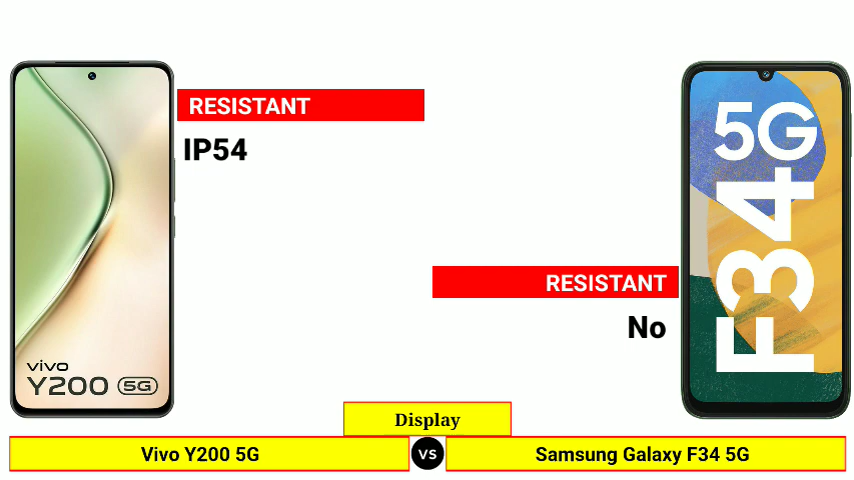 RESISTANT
IP54
vivo
Y200 5G
RESISTANT
No
5G
F34
Display
Vivo Y200 5G
VS
Samsung Galaxy F34 5G